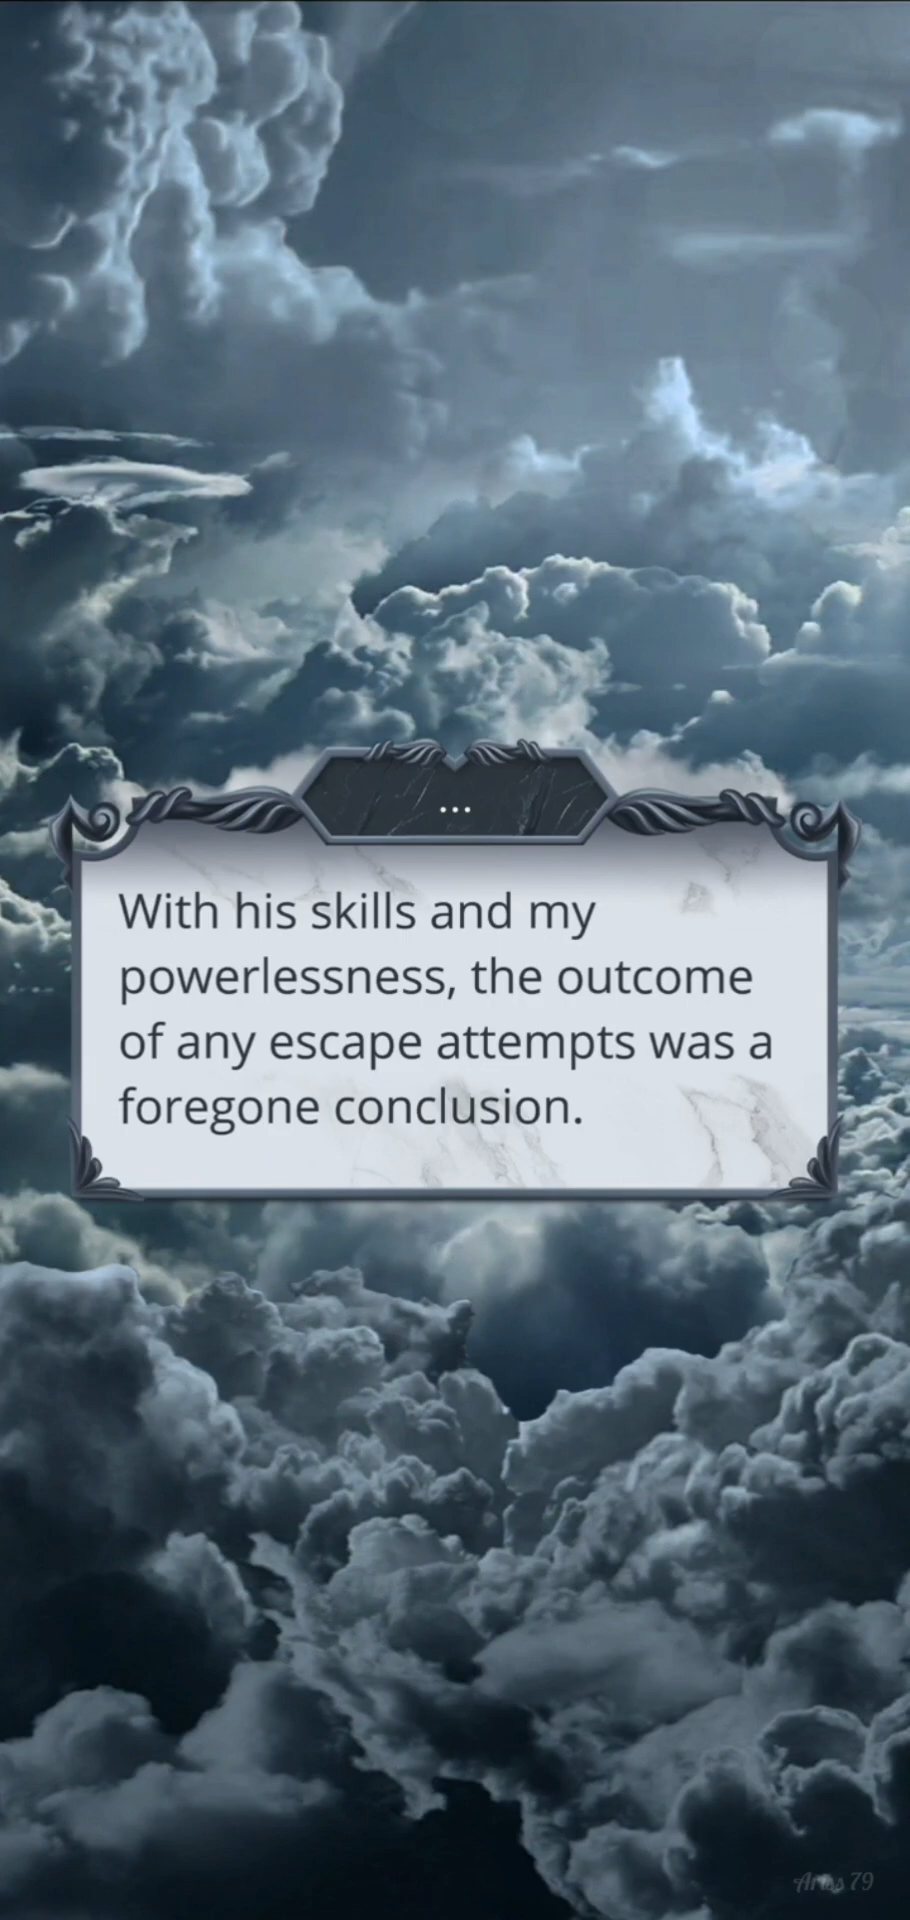 ...
With his skills and my
powerlessness, the outcome
of any escape attempts was a
foregone conclusion.